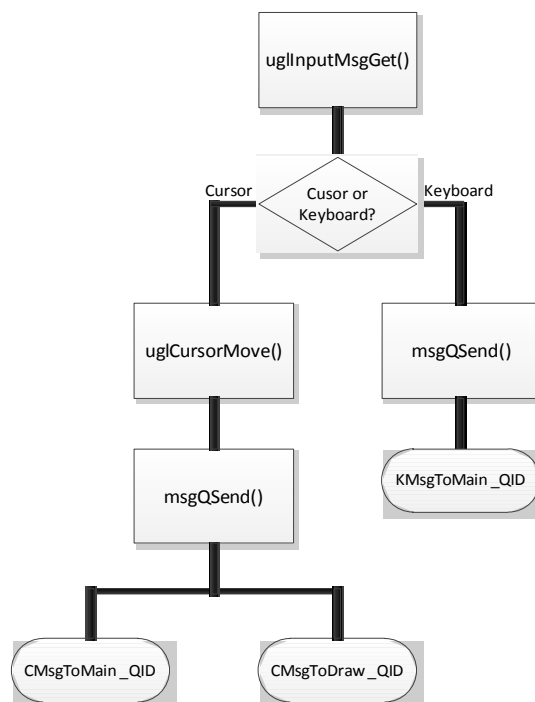 uglInputMsgGet()
Cursor
Cusor or
Keyboard?
Keyboard
uglCursorMove()
msgQSend()
msgQSend()
KMsgToMain _QID
CMsgToMain _QID
CMsgToDraw _QID